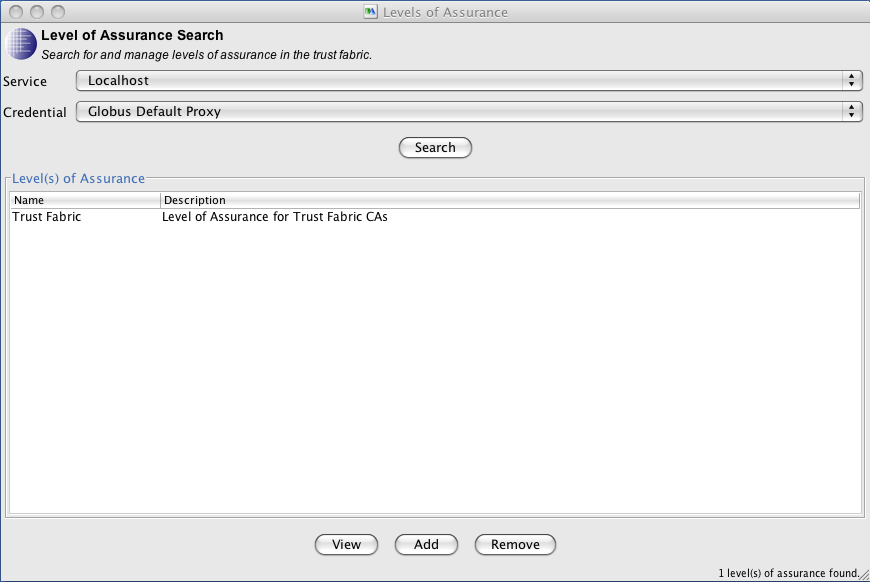 Levels of Assurance
Level of Assurance Search
Search for and manage levels of assurance in the trust fabric.
Service Localhost
Credential Globus Default Proxy
Search
Level(s) of Assurance
Name Description
Trust Fabric Level of Assurance for Trust Fabric CAs
View Add Remove
1 level(s) of assurance found.